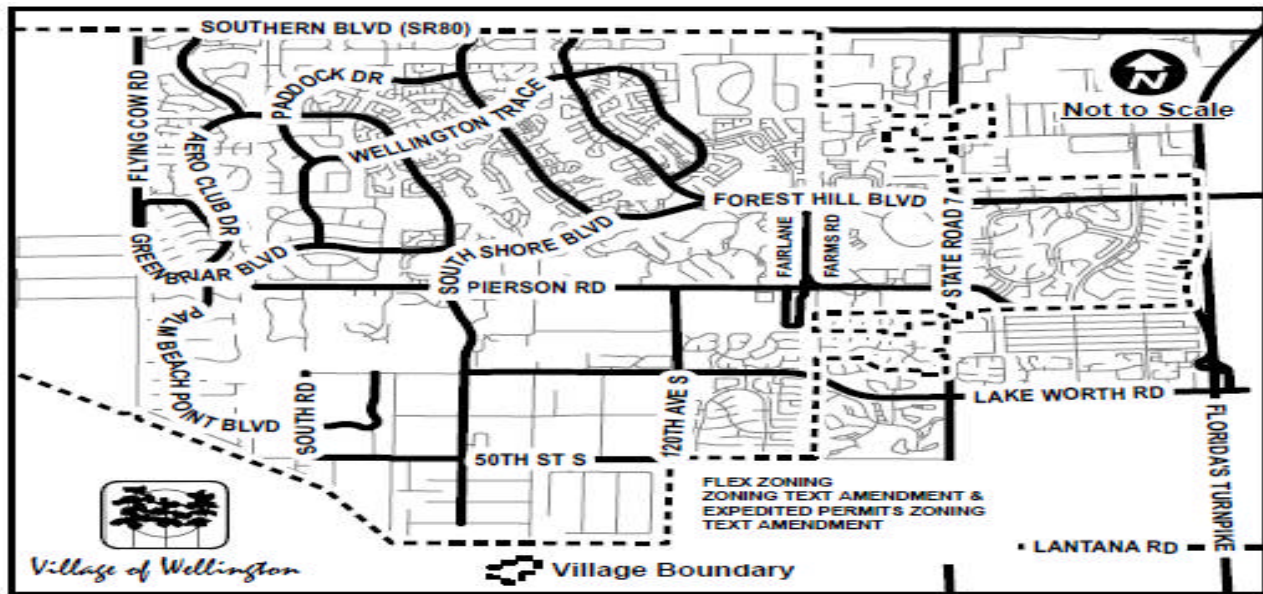 SOUTHERN BLVD (SR80)
FLYING COW RD
PADDOCK DR
N
Not to Scale
WELLINGTON TRACE
AERO CLUB DR
FOREST HILL BLVD
STATE ROAD 7
FAIRLANE
FARMS RD
SOUTH SHORE BLVD
GREENBRIAR BLVD
PIERSON RD
PALM BEACH POINT BLVD
SOUTH RD
120TH AVE S
LAKE WORTH RD
FLORIDA'S TURNPIKE
50TH ST S
FLEX ZONING
ZONING TEXT AMENDMENT &
EXPEDITED PERMITS ZONING
TEXT AMENDMENT
LANTANA RD
Village of Wellington
Village Boundary